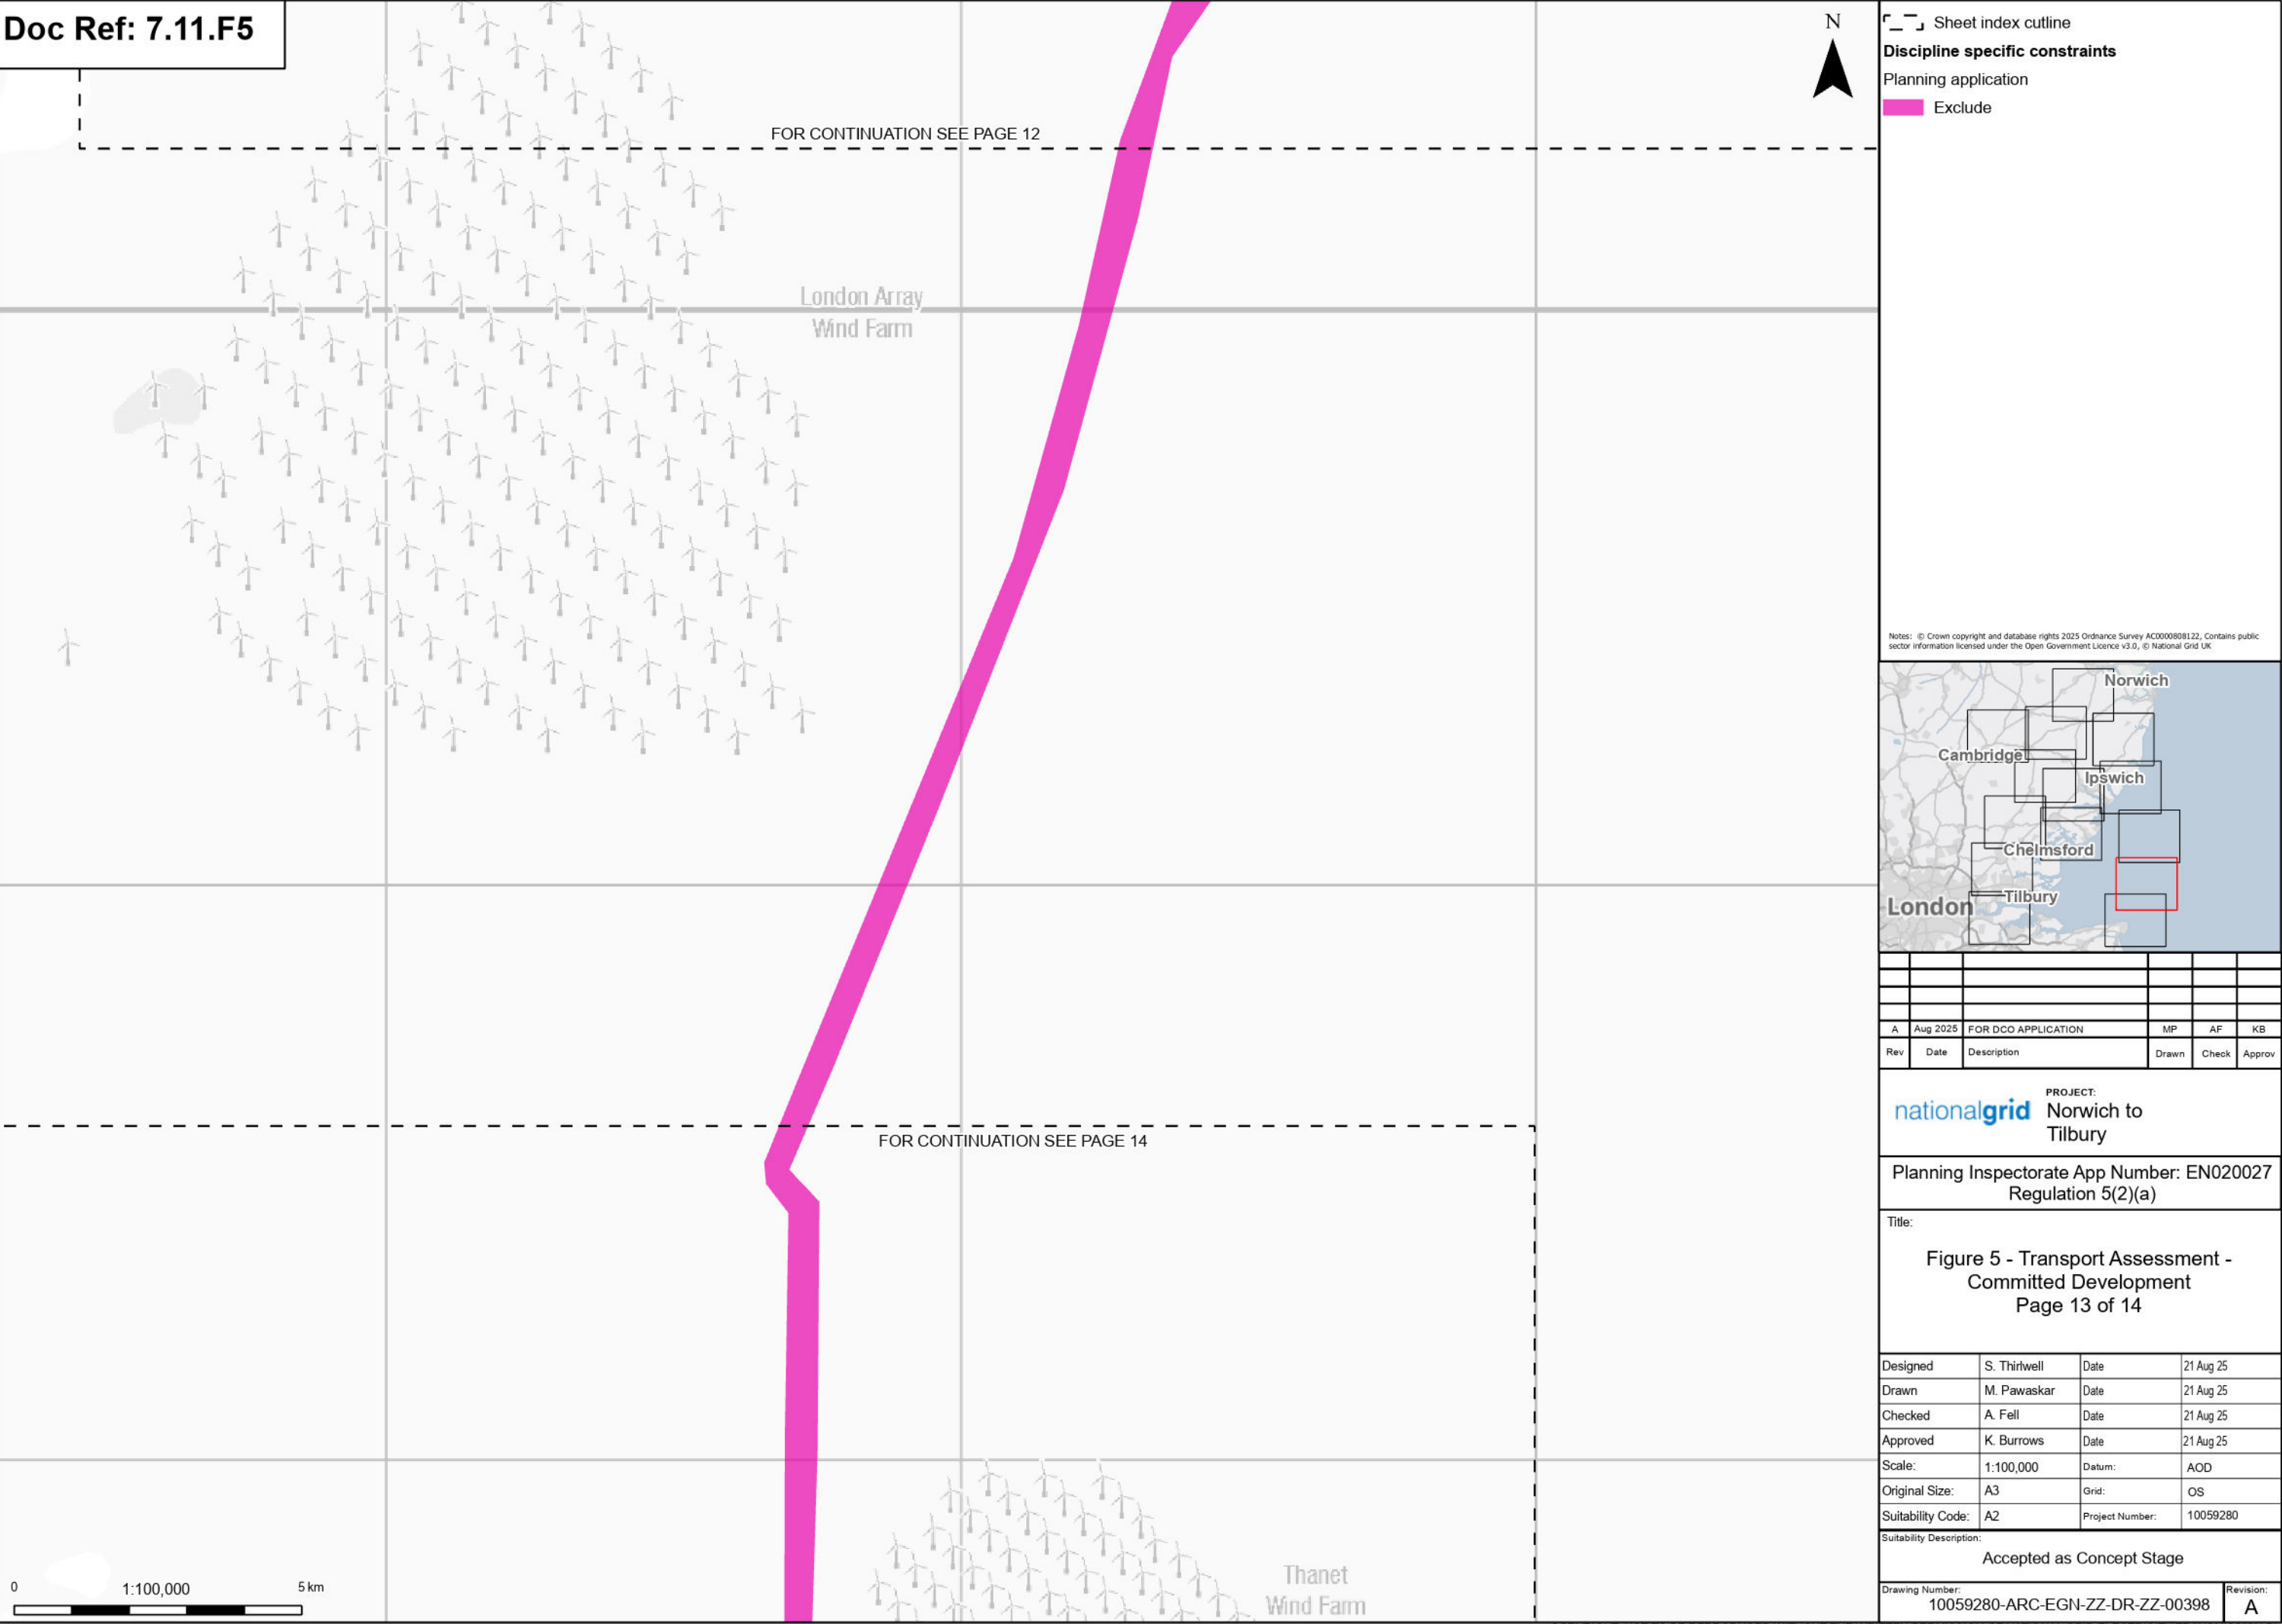 Doc Ref: 7.11.F5
FOR CONTINUATION SEE PAGE 12
London Array
Wind Farm
FOR CONTINUATION SEE PAGE 14
Thanet
Wind Farm
0
1:100,000
5 km
N
Sheet index cutline
Discipline specific constraints
Planning application
Exclude
Notes: © Crown copyright and database rights 2025 Ordnance Survey AC0000808122, Contains public
sector information licensed under the Open Government Licence v3.0, © National Grid UK
Norwich
Cambridge
Ipswich
Chelmsford
Tilbury
London
A Aug 2025 FOR DCO APPLICATION MP AF KB
Rev Date Description Drawn Check Approv
nationalgrid
PROJECT:
Norwich to
Tilbury
Planning Inspectorate App Number: EN020027
Regulation 5(2)(a)
Title:
Figure 5 - Transport Assessment -
Committed Development
Page 13 of 14
Designed S. Thirlwell Date 21 Aug 25
Drawn M. Pawaskar Date 21 Aug 25
Checked A. Fell Date 21 Aug 25
Approved K. Burrows Date 21 Aug 25
Scale: 1:100,000 Datum: AOD
Original Size: A3 Grid: OS
Suitability Code: A2 Project Number: 10059280
Suitability Description:
Accepted as Concept Stage
Drawing Number: Revision:
10059280-ARC-EGN-ZZ-DR-ZZ-00398 A